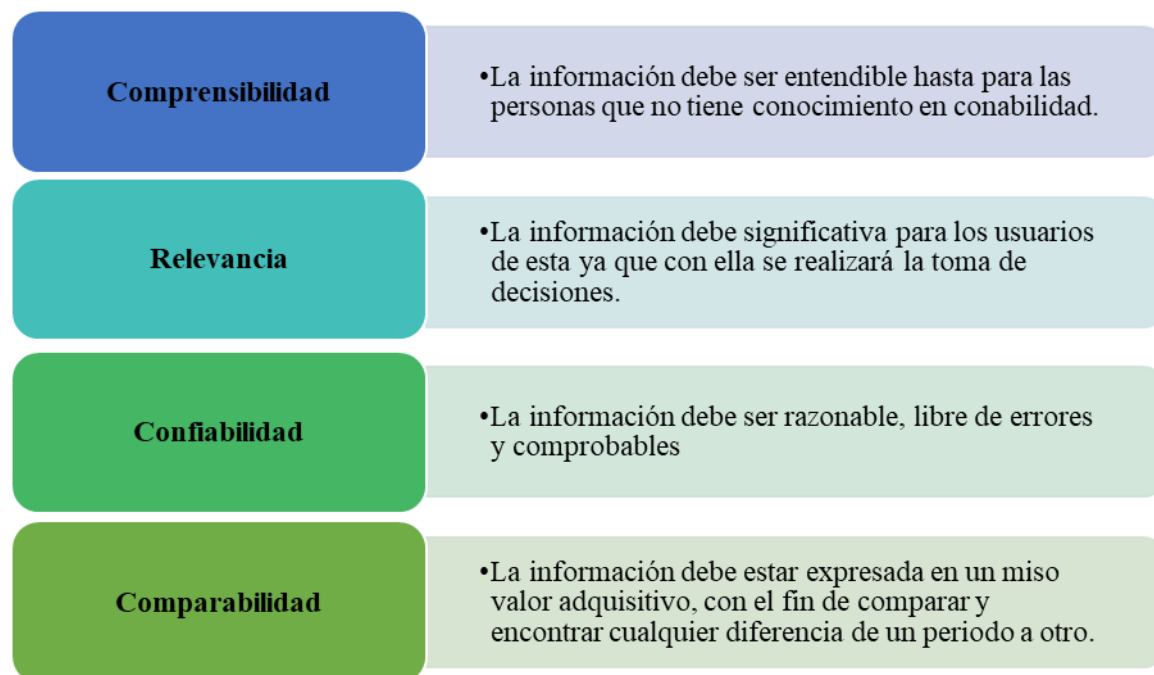 Comprensibilidad
•La información debe ser entendible hasta para las
personas que no tiene conocimiento en conabilidad.
Relevancia
•La información debe significativa para los usuarios
de esta ya que con ella se realizará la toma de
decisiones.
Confiabilidad
•La información debe ser razonable, libre de errores
y comprobables
Comparabilidad
•La información debe estar expresada en un miso
valor adquisitivo, con el fin de comparar y
encontrar cualquier diferencia de un periodo a otro.